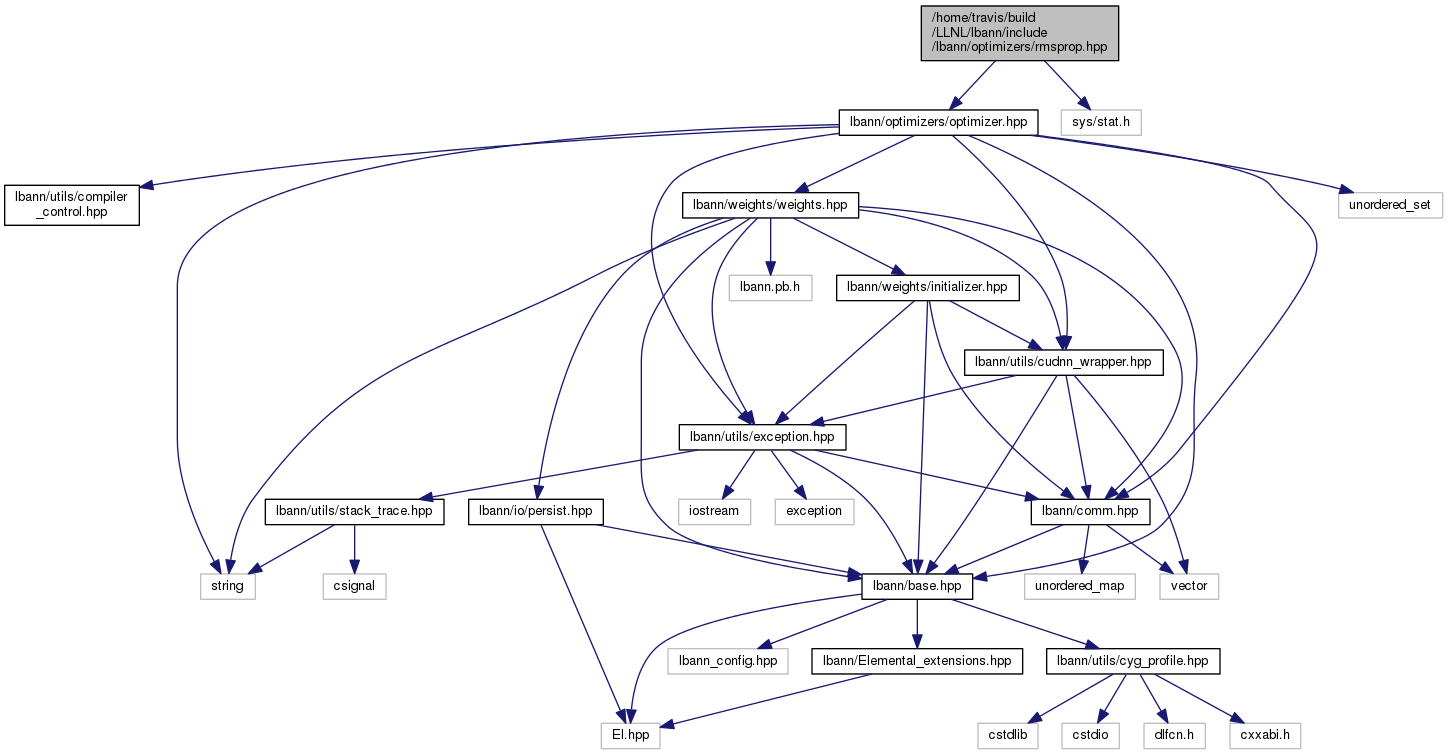 /home/travis/build
/LLNL/lbann/include
/lbann/optimizers/rmsprop.hpp
lbann/optimizers/optimizer.hpp
sys/stat.h
lbann/utils/compiler
_control.hpp
lbann/weights/weights.hpp
unordered_set
lbann.pb.h
lbann/weights/initializer.hpp
lbann/utils/cudnn_wrapper.hpp
lbann/utils/exception.hpp
lbann/utils/stack_trace.hpp
lbann/io/persist.hpp
iostream
exception
lbann/comm.hpp
string
csignal
lbann/base.hpp
unordered_map
vector
lbann_config.hpp
lbann/Elemental_extensions.hpp
lbann/utils/cyg_profile.hpp
El.hpp
cstdlib
cstdio
dlfcn.h
cxxabi.h